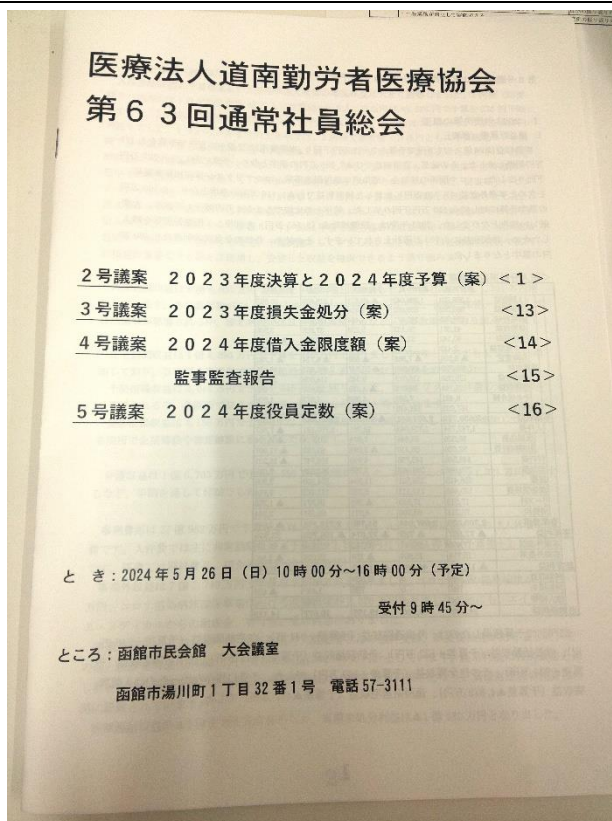 医療法人道南勤労者医療協会
第６３回通常社員総会
２号議案 ２０２３年度決算と２０２４年度予算（案）＜１＞
３号議案 ２０２３年度損失金処分（案） ＜13＞
４号議案 ２０２４年度借入金限度額（案） ＜14＞
監事監査報告 ＜15＞
５号議案 ２０２４年度役員定数（案） ＜16＞
と き：2024年5月26日（日）10時00分～16時00分（予定）
受付9時45分～
ところ：函館市民会館 大会議室
函館市湯川町1丁目32番1号 電話57-3111